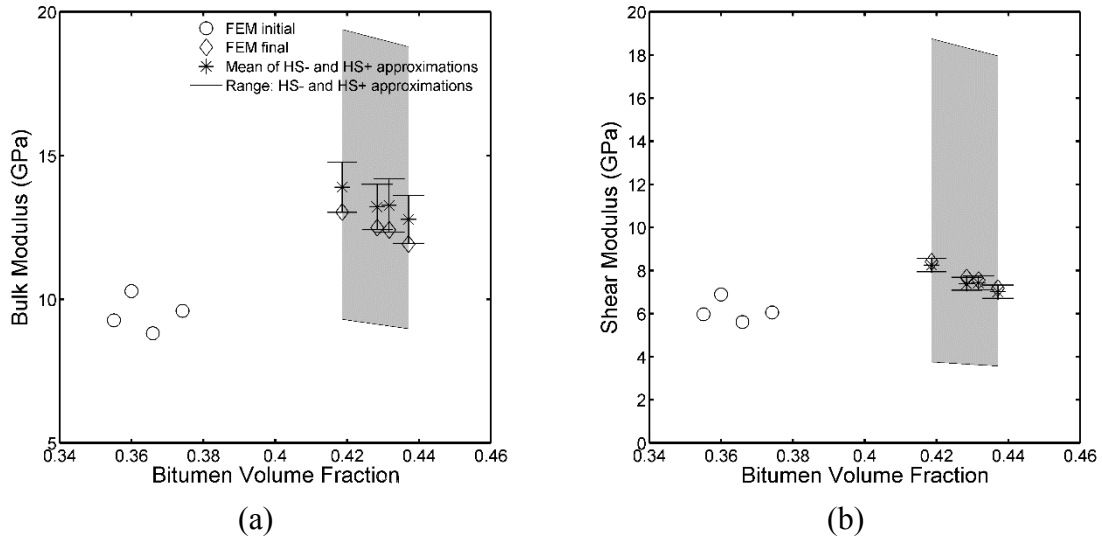 20
15
10
5
Bulk Modulus (GPa)
FEM initial
FEM final
Mean of HS- and HS+ approximations
Range: HS- and HS+ approximations
0.34 0.36 0.38 0.4 0.42 0.44 0.46
Bitumen Volume Fraction
(a)
20
18
16
14
12
10
8
6
4
2
0
Shear Modulus (GPa)
0.34 0.36 0.38 0.4 0.42 0.44 0.46
Bitumen Volume Fraction
(b)